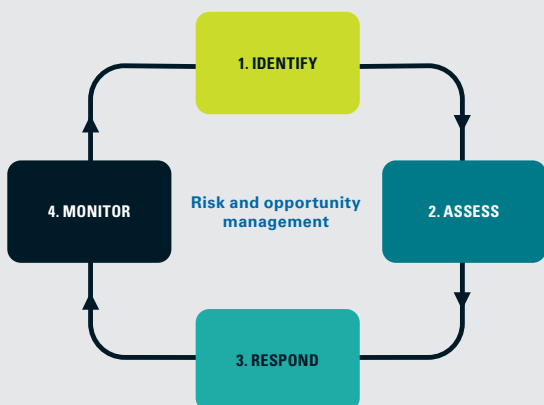 1. IDENTIFY
2. ASSESS
3. RESPOND
4. MONITOR
Risk and opportunity
management